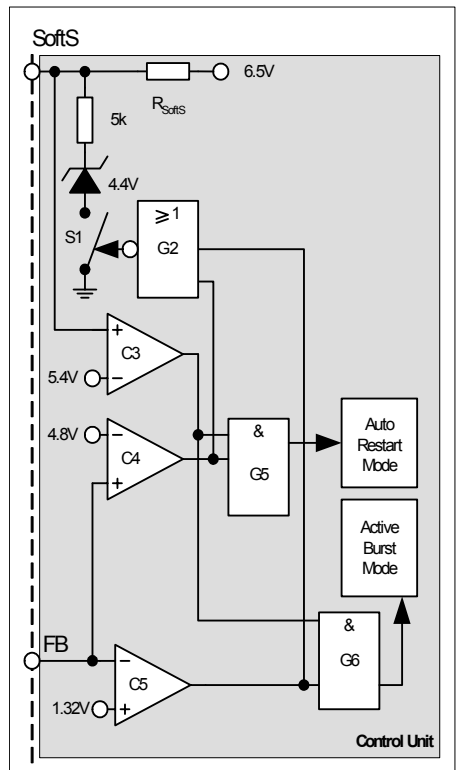 SoftS
6.5V
R SoftS
5k
4.4V
≥1
G2
S1
+
C3
5.4V
−
4.8V
−
C4
+
&
G5
Auto
Restart
Mode
Active
Burst
Mode
FB
&
G6
−
C5
1.32V
+
Control Unit